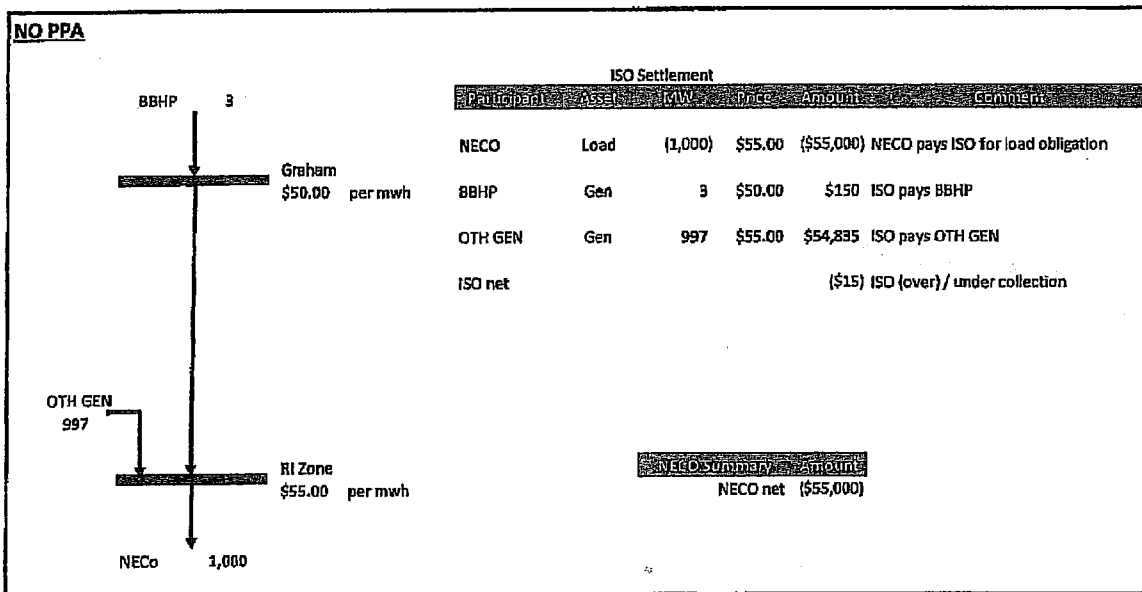 NO PPA
ISO Settlement
Participant Asset MW Price Amount Comment
BBHP 3
NECO Load (1,000) $55.00 ($55,000) NECO pays ISO for load obligation
Graham
$50.00 per mwh
BBHP Gen 3 $50.00 $150 ISO pays BBHP
OTH GEN Gen 997 $55.00 $54,835 ISO pays OTH GEN
ISO net ($15) ISO (over) / under collection
OTH GEN
997
RI Zone
$55.00 per mwh
NECO Summary Amount
NECO net ($55,000)
NECo 1,000